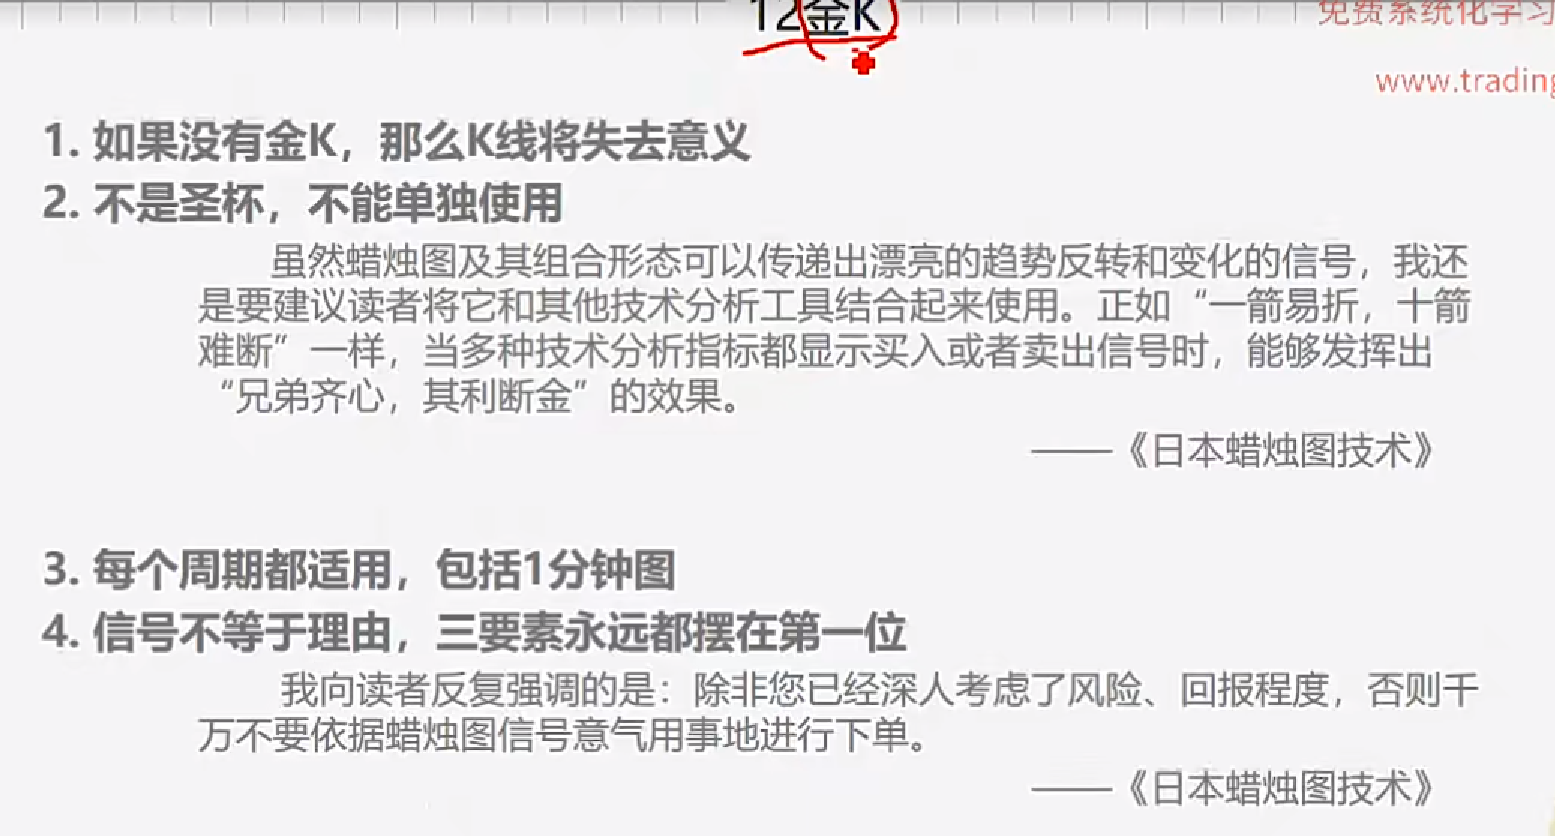 12金K
免费系统化学习
www.trading
1. 如果没有金K，那么K线将失去意义
2. 不是圣杯，不能单独使用
虽然蜡烛图及其组合形态可以传递出漂亮的趋势反转和变化的信号，我还
是要建议读者将它和其他技术分析工具结合起来使用。正如“一箭易折，十箭
难断”一样，当多种技术分析指标都显示买入或者卖出信号时，能够发挥出
“兄弟齐心，其利断金”的效果。
——《日本蜡烛图技术》
3. 每个周期都适用，包括1分钟图
4. 信号不等于理由，三要素永远都摆在第一位
我向读者反复强调的是：除非您已经深人考虑了风险、回报程度，否则千
万不要依据蜡烛图信号意气用事地进行下单。
——《日本蜡烛图技术》